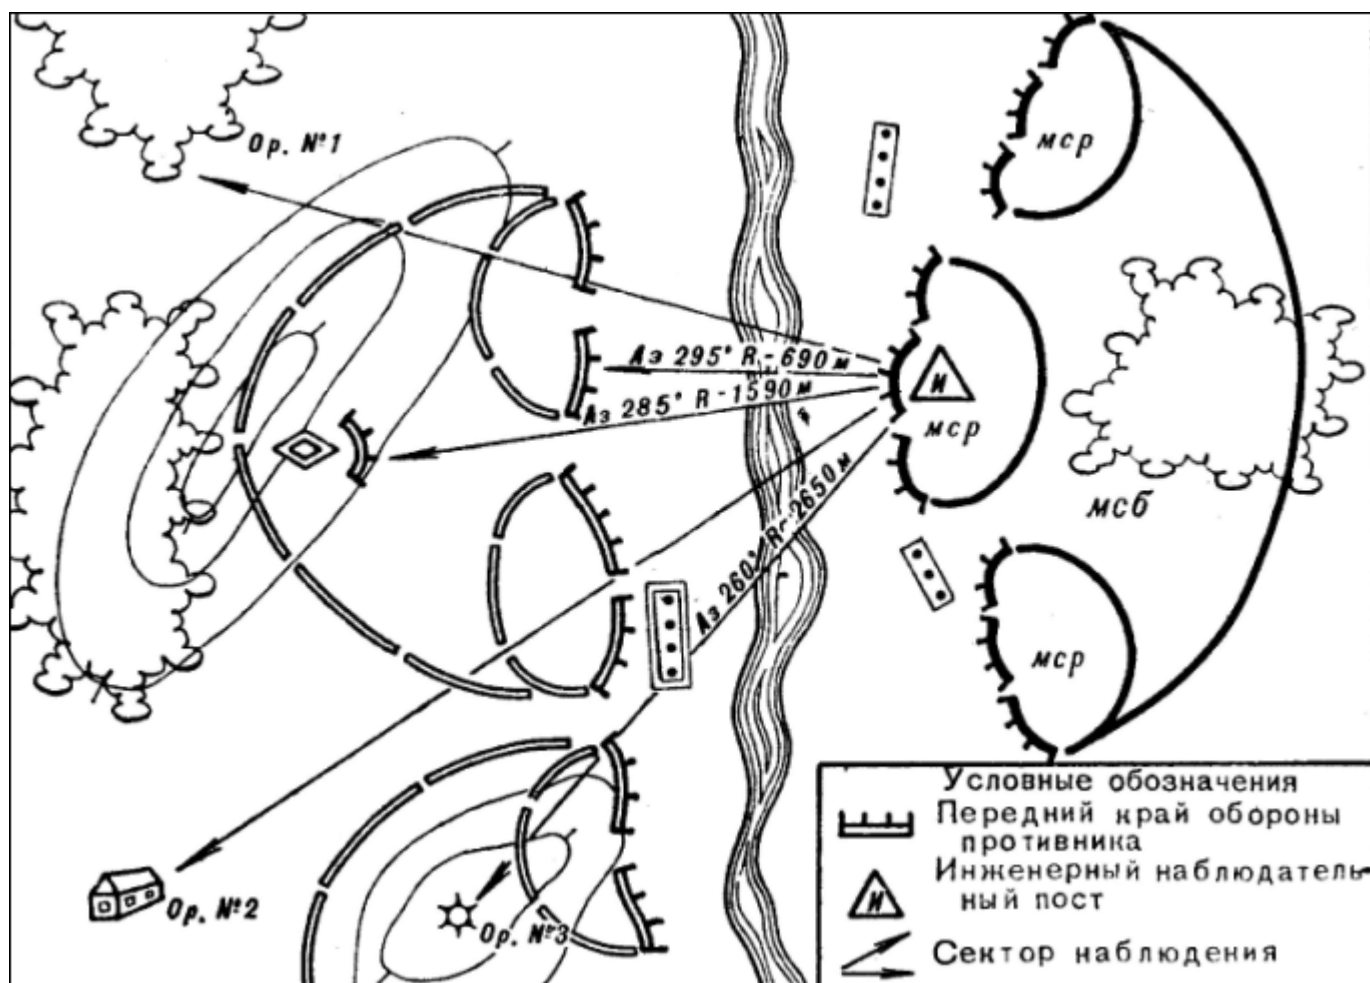 Ор. №1
мср
Аз 295° R - 690 м
Аз 285° R -1590 м
И
мср
мсб
Аз 260° R- 2650 м
мср
Ор. №2
Ор. №3
Условные обозначения
Передний край обороны
противника
И
Инженерный наблюдатель-
ный пост
Сектор наблюдения